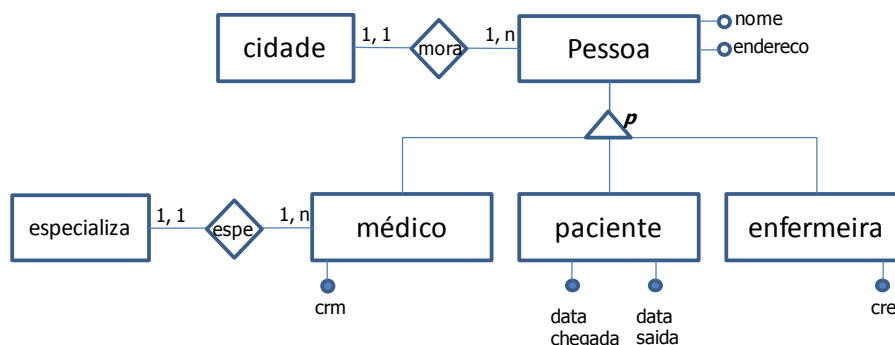 nome
cidade
1, 1
mora
1, n
Pessoa
endereco
p
especializa
1, 1
espe
1, n
médico
paciente
enfermeira
crm
data
chegada
data
saida
cre